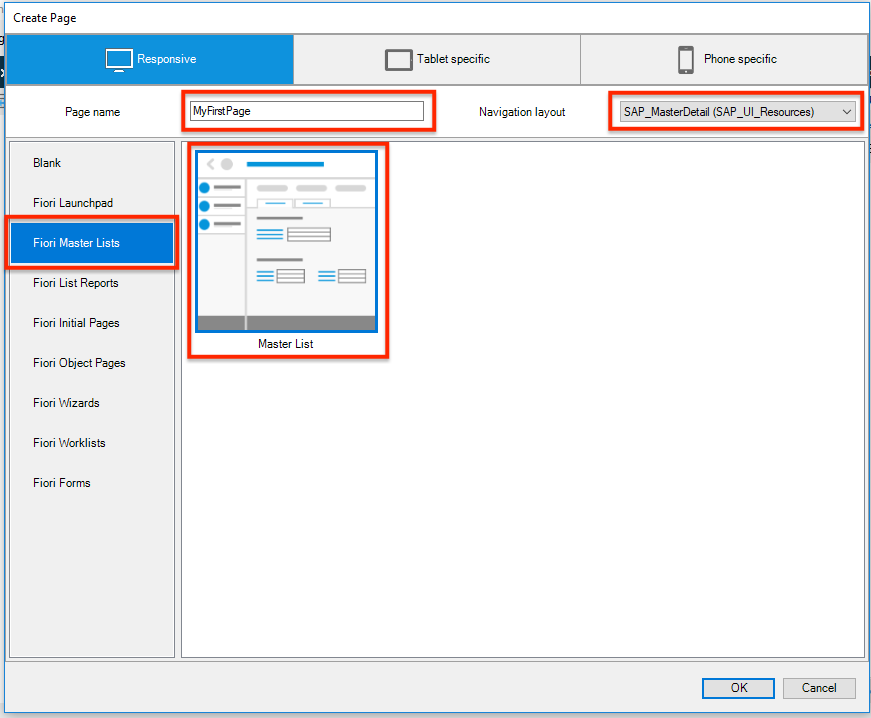 Create Page
Responsive
Tablet specific
Phone specific
Page name
MyFirstPage
Navigation layout
SAP_MasterDetail (SAP_UI_Resources)
Blank
Fiori Launchpad
Fiori Master Lists
Fiori List Reports
Fiori Initial Pages
Fiori Object Pages
Fiori Wizards
Fiori Worklists
Fiori Forms
Master List
OK
Cancel